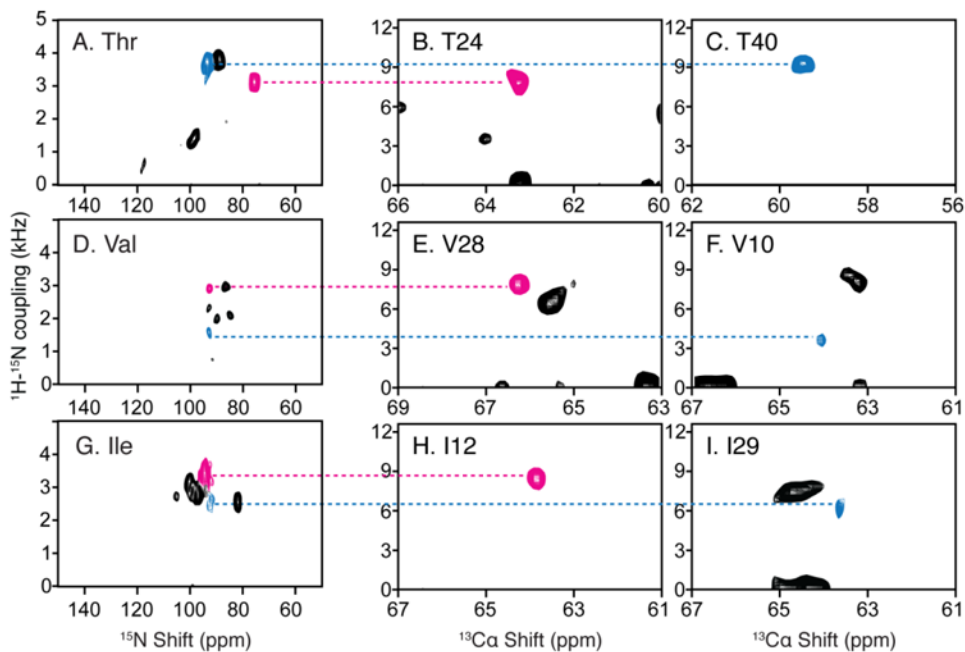 A. Thr
B. T24
C. T40
5
4
3
2
1
0
140 120 100 80 60
12
9
6
3
0
66 64 62 60
12
9
6
3
0
62 60 58 56
D. Val
E. V28
F. V10
4
3
2
1
0
140 120 100 80 60
12
9
6
3
0
69 67 65 63
12
9
6
3
0
67 65 63 61
G. Ile
H. I12
I. I29
4
3
2
1
0
140 120 100 80 60
12
9
6
3
0
67 65 63 61
12
9
6
3
0
67 65 63 61
¹H-¹⁵N coupling (kHz)
¹⁵N Shift (ppm)
¹³Cα Shift (ppm)
¹³Cα Shift (ppm)